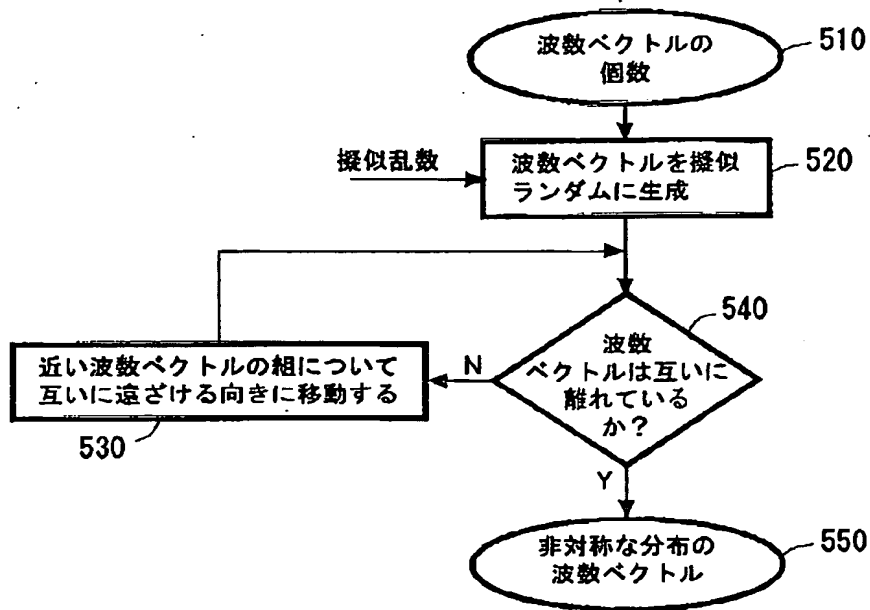 波数ベクトルの
個数
510
擬似乱数
波数ベクトルを擬似
ランダムに生成
520
540
波数
ベクトルは互いに
離れている
か？
N
近い波数ベクトルの組について
互いに遠ざける向きに移動する
530
Y
非対称な分布の
波数ベクトル
550